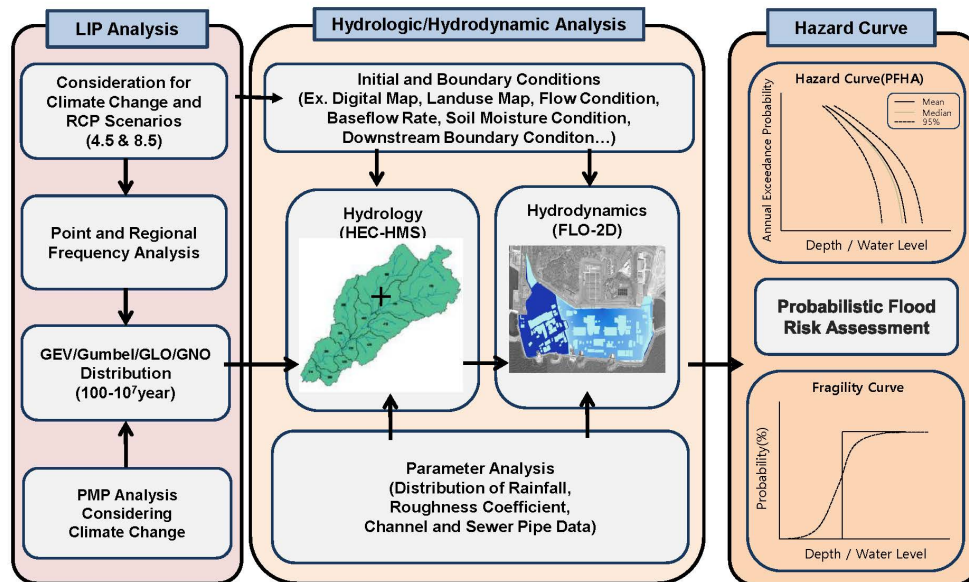 LIP Analysis
Consideration for
Climate Change and
RCP Scenarios
(4.5 & 8.5)
Point and Regional
Frequency Analysis
GEV/Gumbel/GLO/GNO
Distribution
(100-10⁷year)
PMP Analysis
Considering
Climate Change
Hydrologic/Hydrodynamic Analysis
Initial and Boundary Conditions
(Ex. Digital Map, Landuse Map, Flow Condition,
Baseflow Rate, Soil Moisture Condition,
Downstream Boundary Conditon…)
Hydrology
(HEC-HMS)
Hydrodynamics
(FLO-2D)
Parameter Analysis
(Distribution of Rainfall,
Roughness Coefficient,
Channel and Sewer Pipe Data)
Hazard Curve
Hazard Curve(PFHA)
Annual Exceedance Probability
Mean
Median
95%
Depth / Water Level
Probabilistic Flood
Risk Assessment
Fragility Curve
Probability(%)
Depth / Water Level